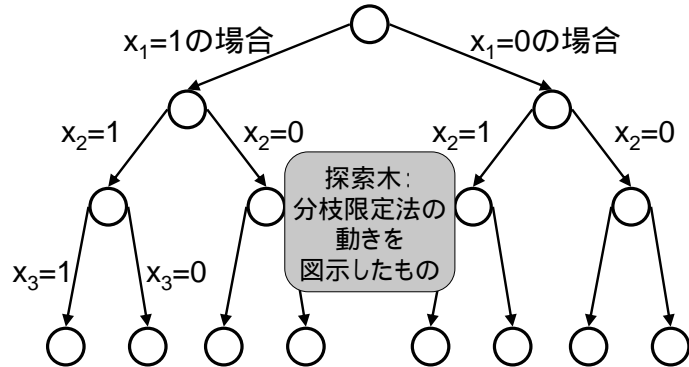 x₁=1の場合
x₁=0の場合
x₂=1
x₂=0
x₂=1
x₂=0
探索木:
分枝限定法の
動きを
図示したもの
x₃=1
x₃=0